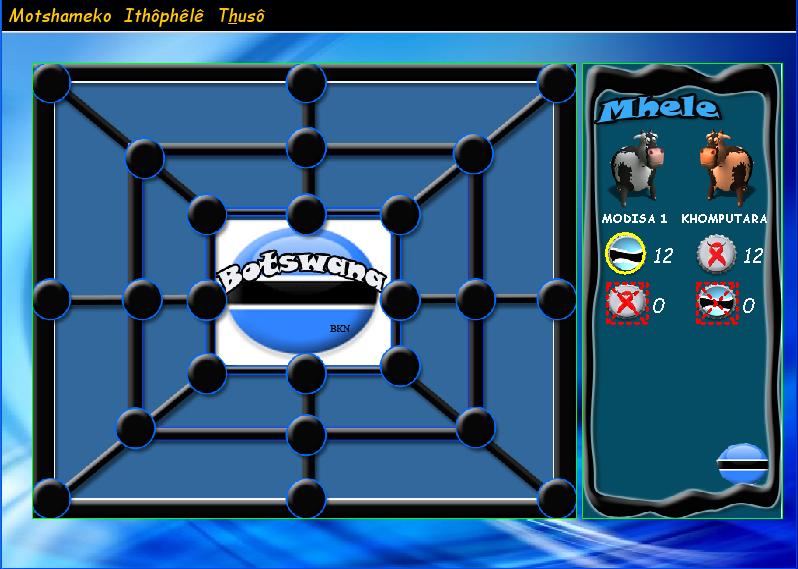 Motshameko Ithôphêlê Thusô
Mhele
MODISA 1 KHOMPUTARA
12 12
0 0
Botswana
BKN